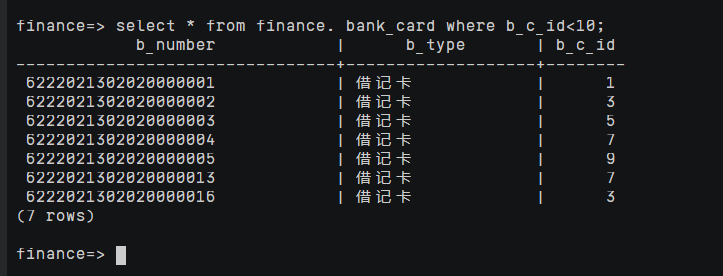 finance=> select * from finance. bank_card where b_c_id<10;
b_number | b_type | b_c_id
--------------------------------+--------------------+--------
6222021302020000001 | 借记卡 | 1
6222021302020000002 | 借记卡 | 3
6222021302020000003 | 借记卡 | 5
6222021302020000004 | 借记卡 | 7
6222021302020000005 | 借记卡 | 9
62220213020200000013 | 借记卡 | 7
62220213020200000016 | 借记卡 | 3
(7 rows)
finance=>